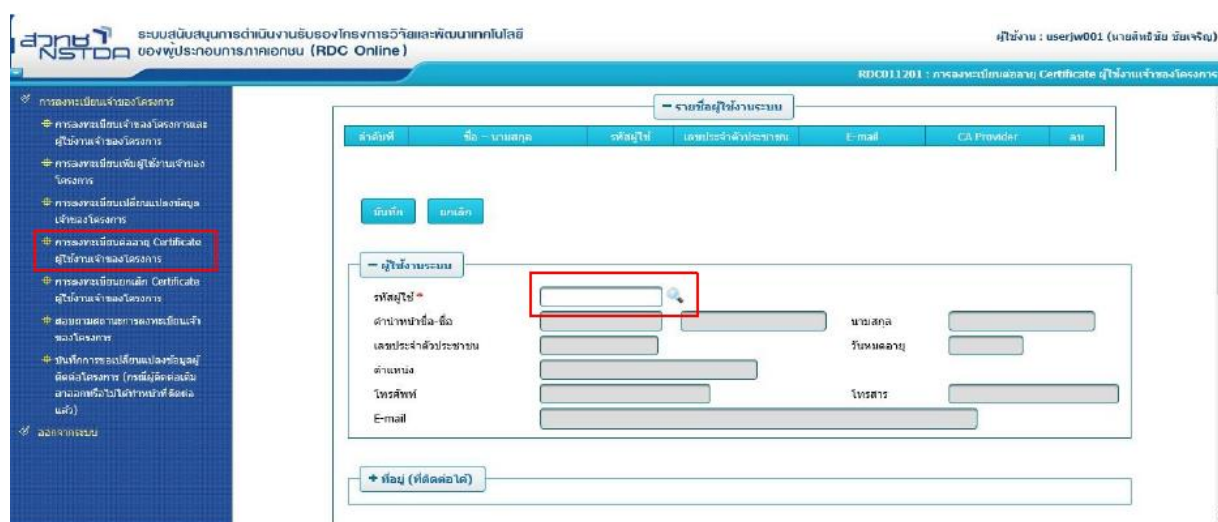 สวทช
NSTDA
ระบบสนับสนุนการดำเนินงานรับรองโครงการวิจัยและพัฒนาเทคโนโลยี
ของผู้ประกอบการภาคเอกชน (RDC Online)
ผู้ใช้งาน : userjw001 (นายสิทธิชัย ชัยเจริญ)
RDC011201 : การลงทะเบียนต่ออายุ Certificate ผู้ใช้งานเจ้าของโครงการ
การลงทะเบียนเจ้าของโครงการ
การลงทะเบียนเจ้าของโครงการและ
ผู้ใช้งานเจ้าของโครงการ
การลงทะเบียนเพิ่มผู้ใช้งานเจ้าของ
โครงการ
การลงทะเบียนเปลี่ยนแปลงข้อมูล
เจ้าของโครงการ
การลงทะเบียนต่ออายุ Certificate
ผู้ใช้งานเจ้าของโครงการ
การลงทะเบียนยกเลิก Certificate
ผู้ใช้งานเจ้าของโครงการ
สอบถามสถานะการลงทะเบียนเจ้า
ของโครงการ
บันทึกการขอเปลี่ยนแปลงข้อมูลผู้
ติดต่อโครงการ (กรณีผู้ติดต่อเดิม
ลาออกหรือไม่ได้ทำหน้าที่ติดต่อ
แล้ว)
ออกจากระบบ
รายชื่อผู้ใช้งานระบบ
ลำดับที่ ชื่อ - นามสกุล รหัสผู้ใช้ เลขประจำตัวประชาชน E-mail CA Provider ลบ
บันทึก ยกเลิก
ผู้ใช้งานระบบ
รหัสผู้ใช้ *
คำนำหน้าชื่อ-ชื่อ นามสกุล
เลขประจำตัวประชาชน วันหมดอายุ
ตำแหน่ง
โทรศัพท์ โทรสาร
E-mail
ที่อยู่ (ที่ติดต่อได้)